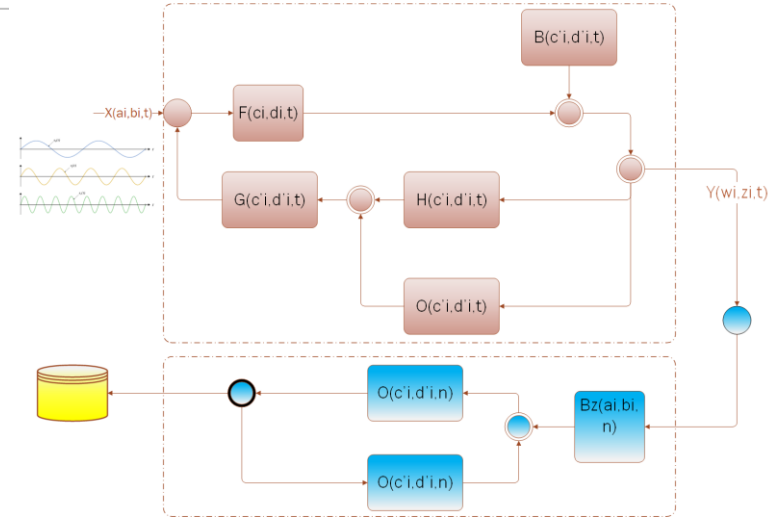 B(c'i,d'i,t)
X(ai,bi,t)
F(ci,di,t)
G(c'i,d'i,t)
H(c'i,d'i,t)
Y(wi,zi,t)
O(c'i,d'i,t)
O(c'i,d'i,n)
Bz(ai,bi,
n)
O(c'i,d'i,n)